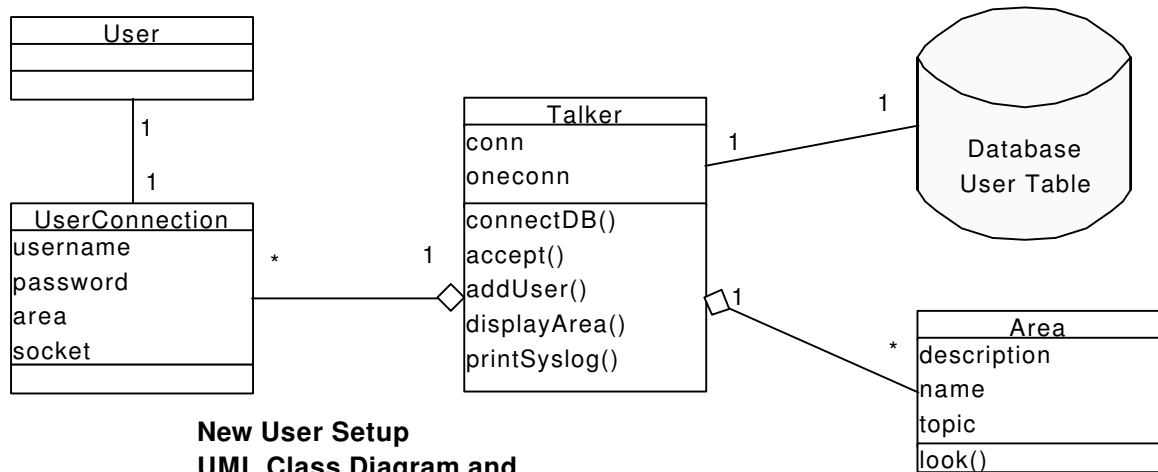 User
1
1
UserConnection
username
password
area
socket
*
1
Talker
conn
oneconn
connectDB()
accept()
addUser()
displayArea()
printSyslog()
1
1
Database
User Table
1
*
Area
description
name
topic
look()
New User Setup
UML Class Diagram and